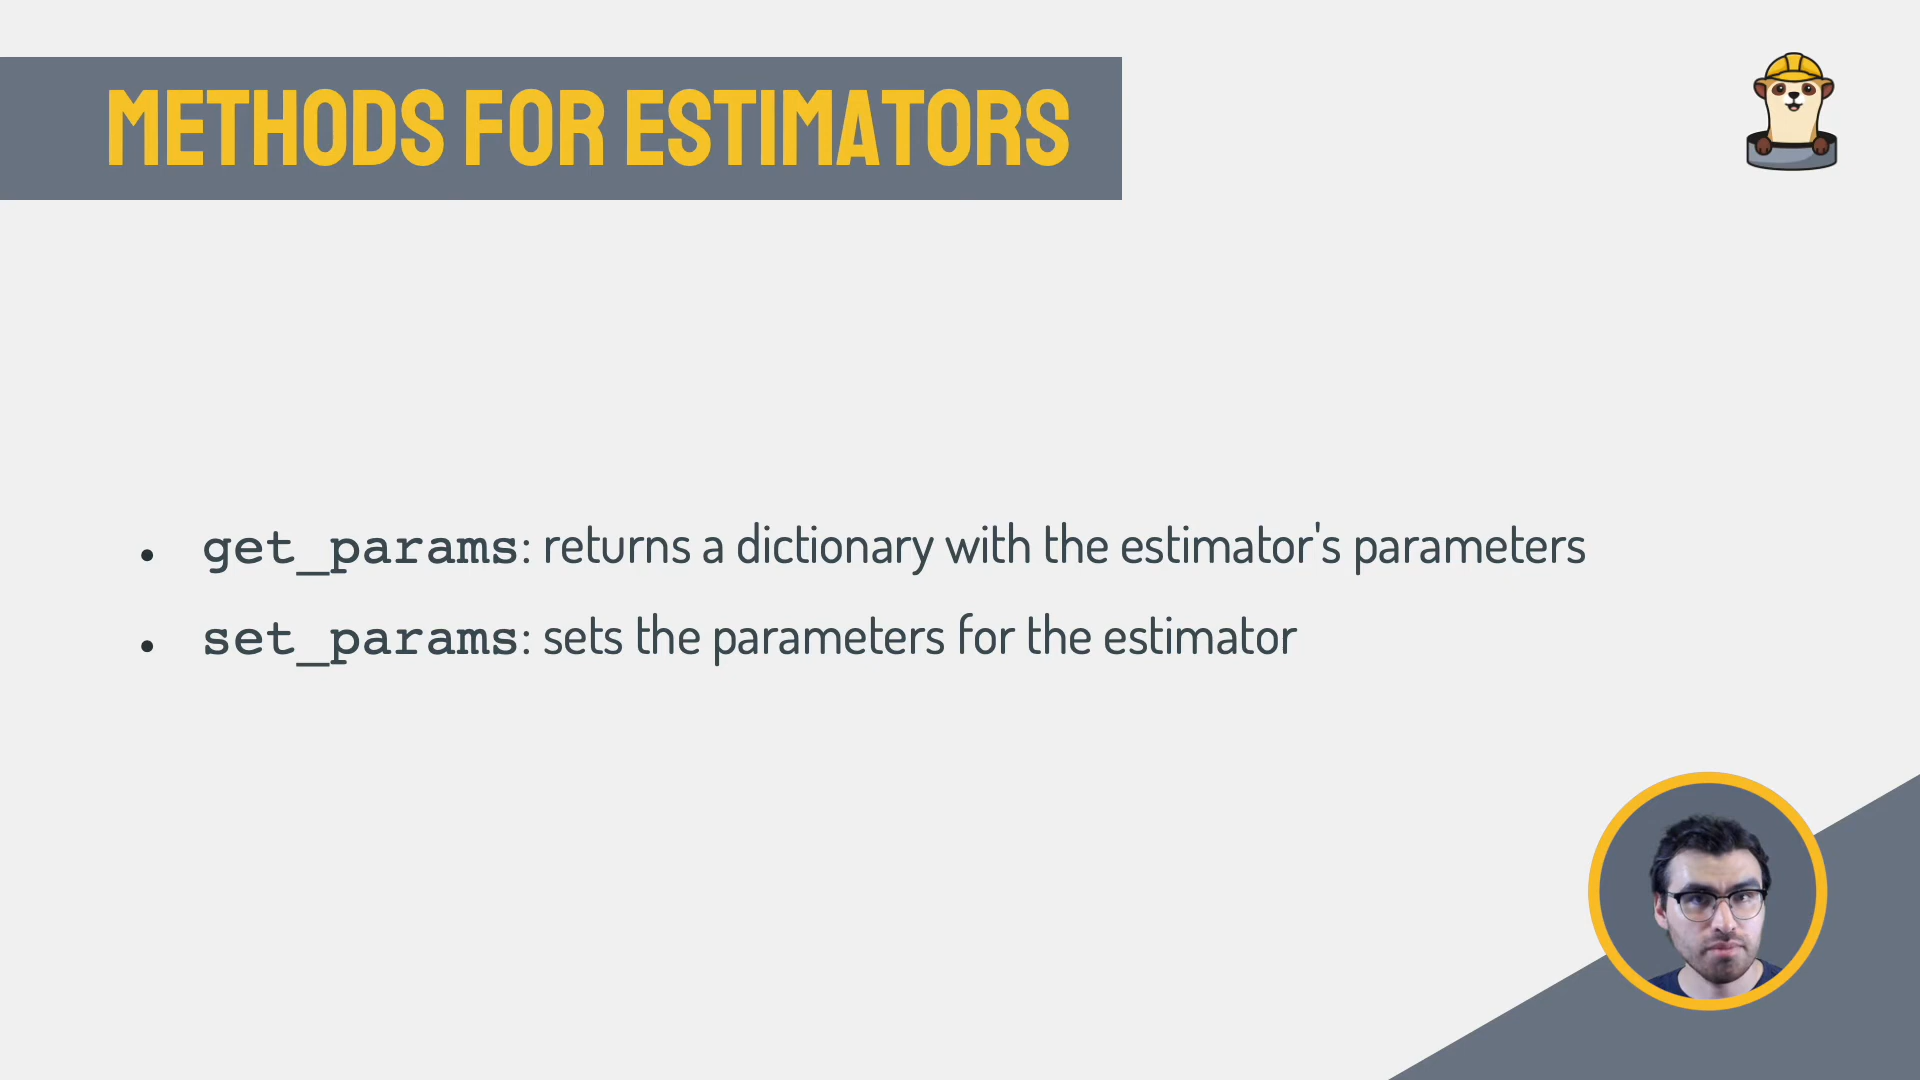 METHODS FOR ESTIMATORS
• get_params: returns a dictionary with the estimator's parameters
• set_params: sets the parameters for the estimator